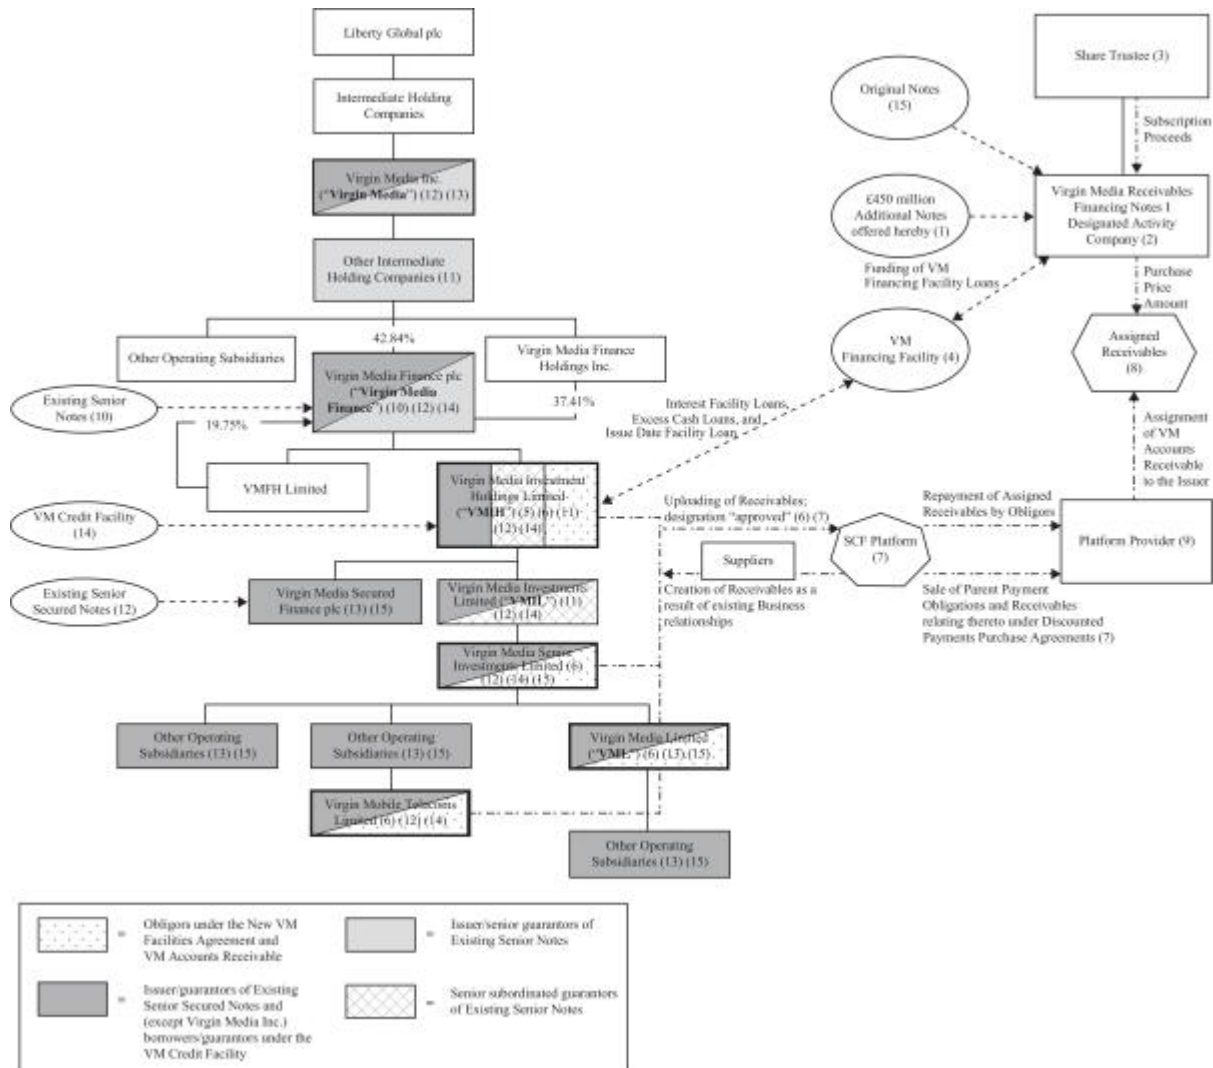 Liberty Global plc
Intermediate Holding
Companies
Virgin Media Inc.
("Virgin Media") (12) (13)
Other Intermediate
Holding Companies (11)
42.84%
Other Operating Subsidiaries
Virgin Media Finance
Holdings Inc.
Virgin Media Finance plc
("Virgin Media
Finance") (10) (12) (14)
37.41%
Existing Senior
Notes (10)
19.75%
VMFH Limited
Virgin Media Investment
Holdings Limited
("VMIH") (5) (6) (11)
(12) (14)
VM Credit Facility
(14)
Existing Senior
Secured Notes (12)
Virgin Media Secured
Finance plc (13) (15)
Virgin Media Investments
Limited ("VMIL") (11)
(12) (14)
Virgin Media Senior
Investments Limited (6)
(12) (14) (15)
Other Operating
Subsidiaries (13) (15)
Other Operating
Subsidiaries (13) (15)
Virgin Media Limited
("VML") (6) (13) (15)
Virgin Mobile Telecoms
Limited (6) (12) (14)
Other Operating
Subsidiaries (13) (15)
Share Trustee (3)
Original Notes
(15)
Subscription
Proceeds
£450 million
Additional Notes
offered hereby (1)
Virgin Media Receivables
Financing Notes I
Designated Activity
Company (2)
Funding of VM
Financing Facility Loans
Purchase
Price
Amount
VM
Financing Facility (4)
Assigned
Receivables
(8)
Interest Facility Loans,
Excess Cash Loans, and
Issue Date Facility Loan
Assignment
of VM
Accounts
Receivable
to the Issuer
Uploading of Receivables;
designation "approved" (6) (7)
Repayment of Assigned
Receivables by Obligors
SCF Platform
(7)
Platform Provider (9)
Suppliers
Creation of Receivables as a
result of existing Business
relationships
Sale of Parent Payment
Obligations and Receivables
relating thereto under Discounted
Payments Purchase Agreements (7)
= Obligors under the New VM
Facilities Agreement and
VM Accounts Receivable
= Issuer/senior guarantors of
Existing Senior Notes
= Issuer/guarantors of Existing
Senior Secured Notes and
(except Virgin Media Inc.)
borrowers/guarantors under the
VM Credit Facility
= Senior subordinated guarantors
of Existing Senior Notes